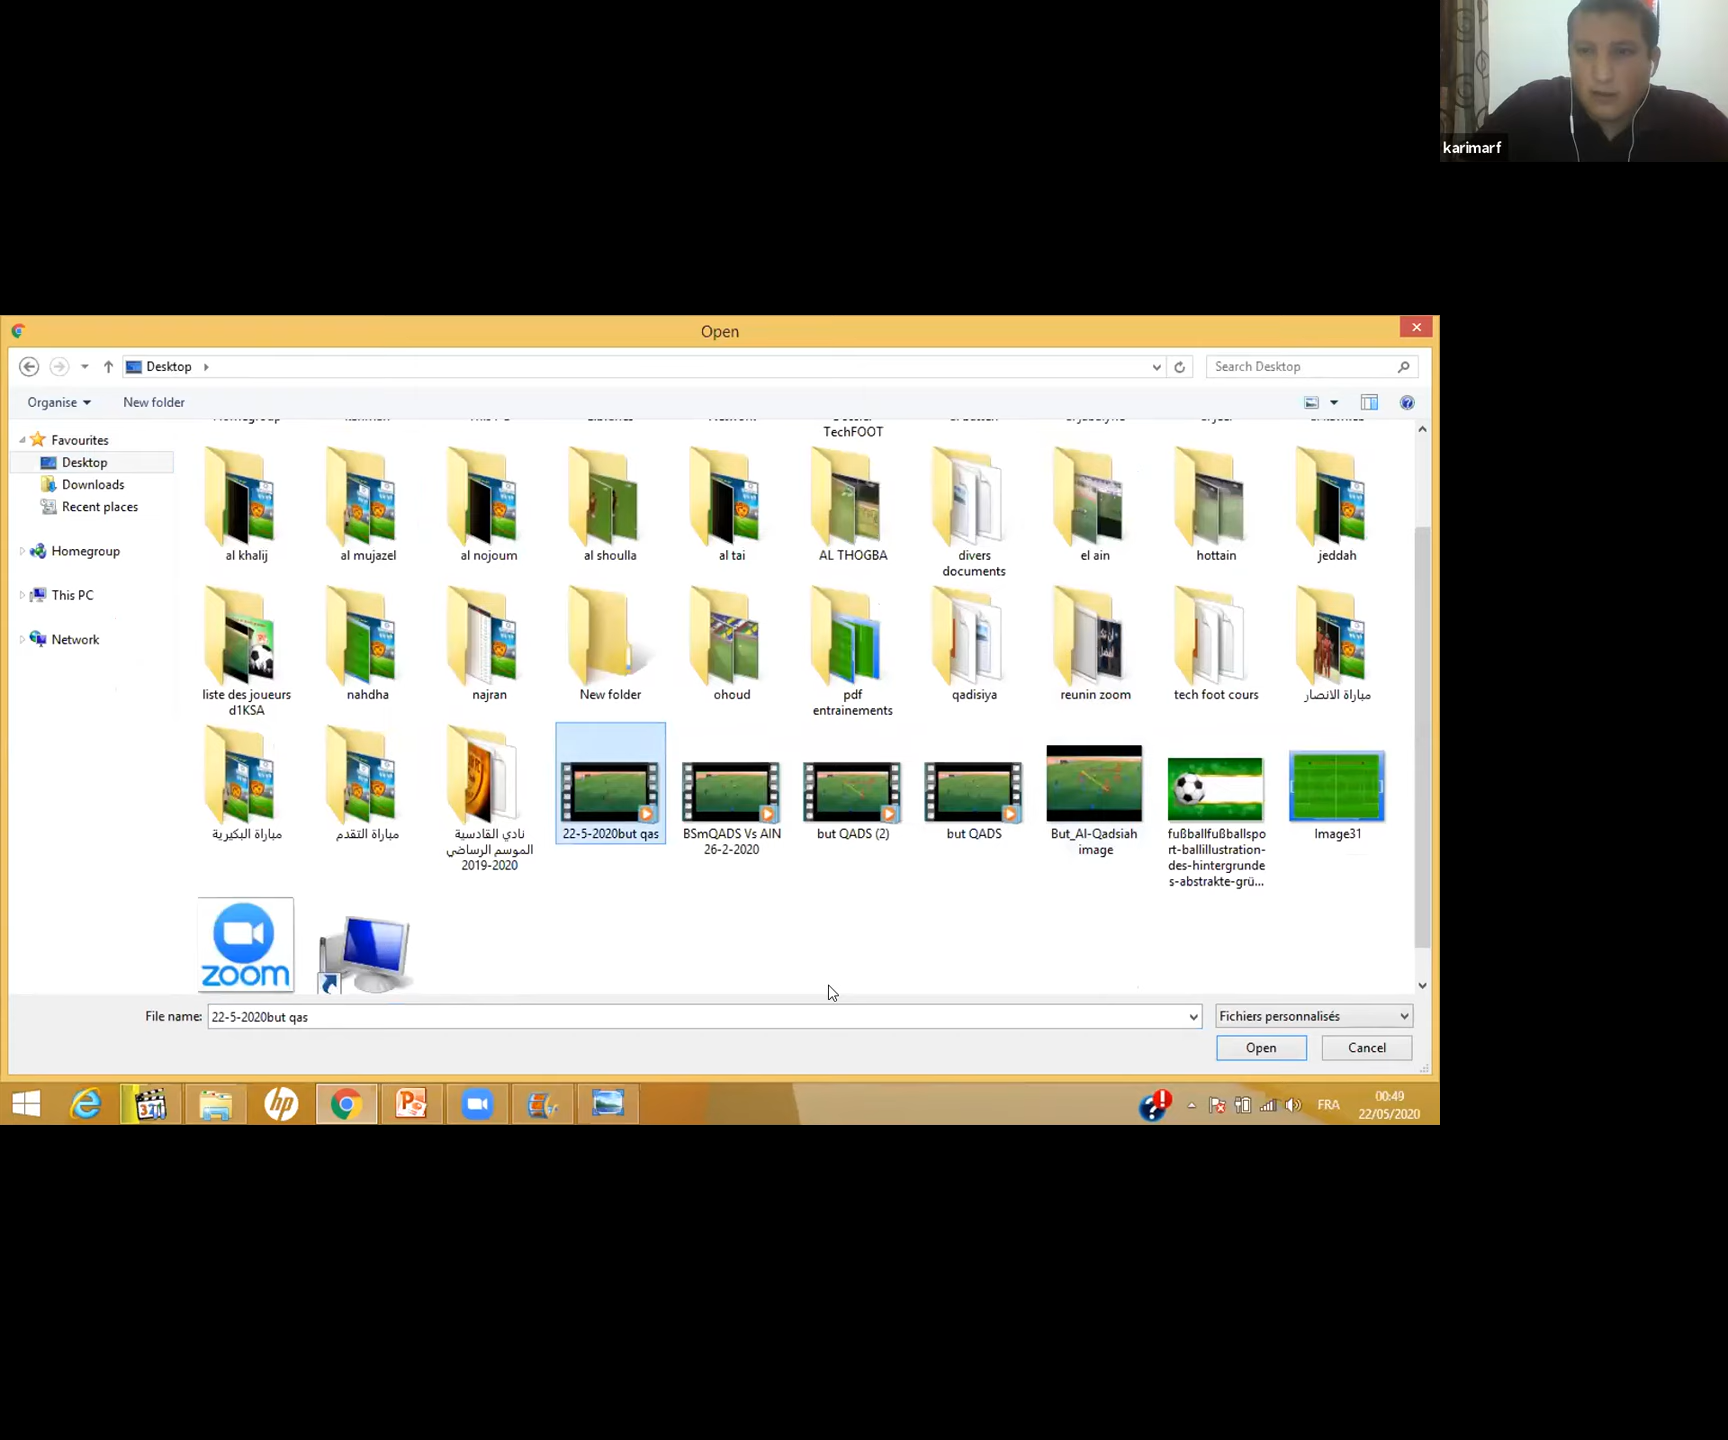 karimarf
Open
Desktop
Search Desktop
Organise
New folder
TechFOOT
Favourites
Desktop
Downloads
Recent places
Homegroup
This PC
Network
al khalij
al mujazel
al nojoum
al shoulla
al tai
AL THOGBA
divers
documents
el ain
hottain
jeddah
liste des joueurs
d1KSA
nahdha
najran
New folder
ohoud
pdf
entrainements
qadisiya
reunin zoom
tech foot cours
مباراة الانصار
مباراة البكيرية
مباراة التقدم
نادي القادسية
الموسم الرساضي
2019-2020
22-5-2020but qas
BSmQADS Vs AIN
26-2-2020
but QADS (2)
but QADS
But_Al-Qadsiah
image
fußballfußballspo
rt-ballillustration-
des-hintergrunde
s-abstrakte-grü...
Image31
zoom
File name:
22-5-2020but qas
Fichiers personnalisés
Open
Cancel
321
hp
FRA
00:49
22/05/2020